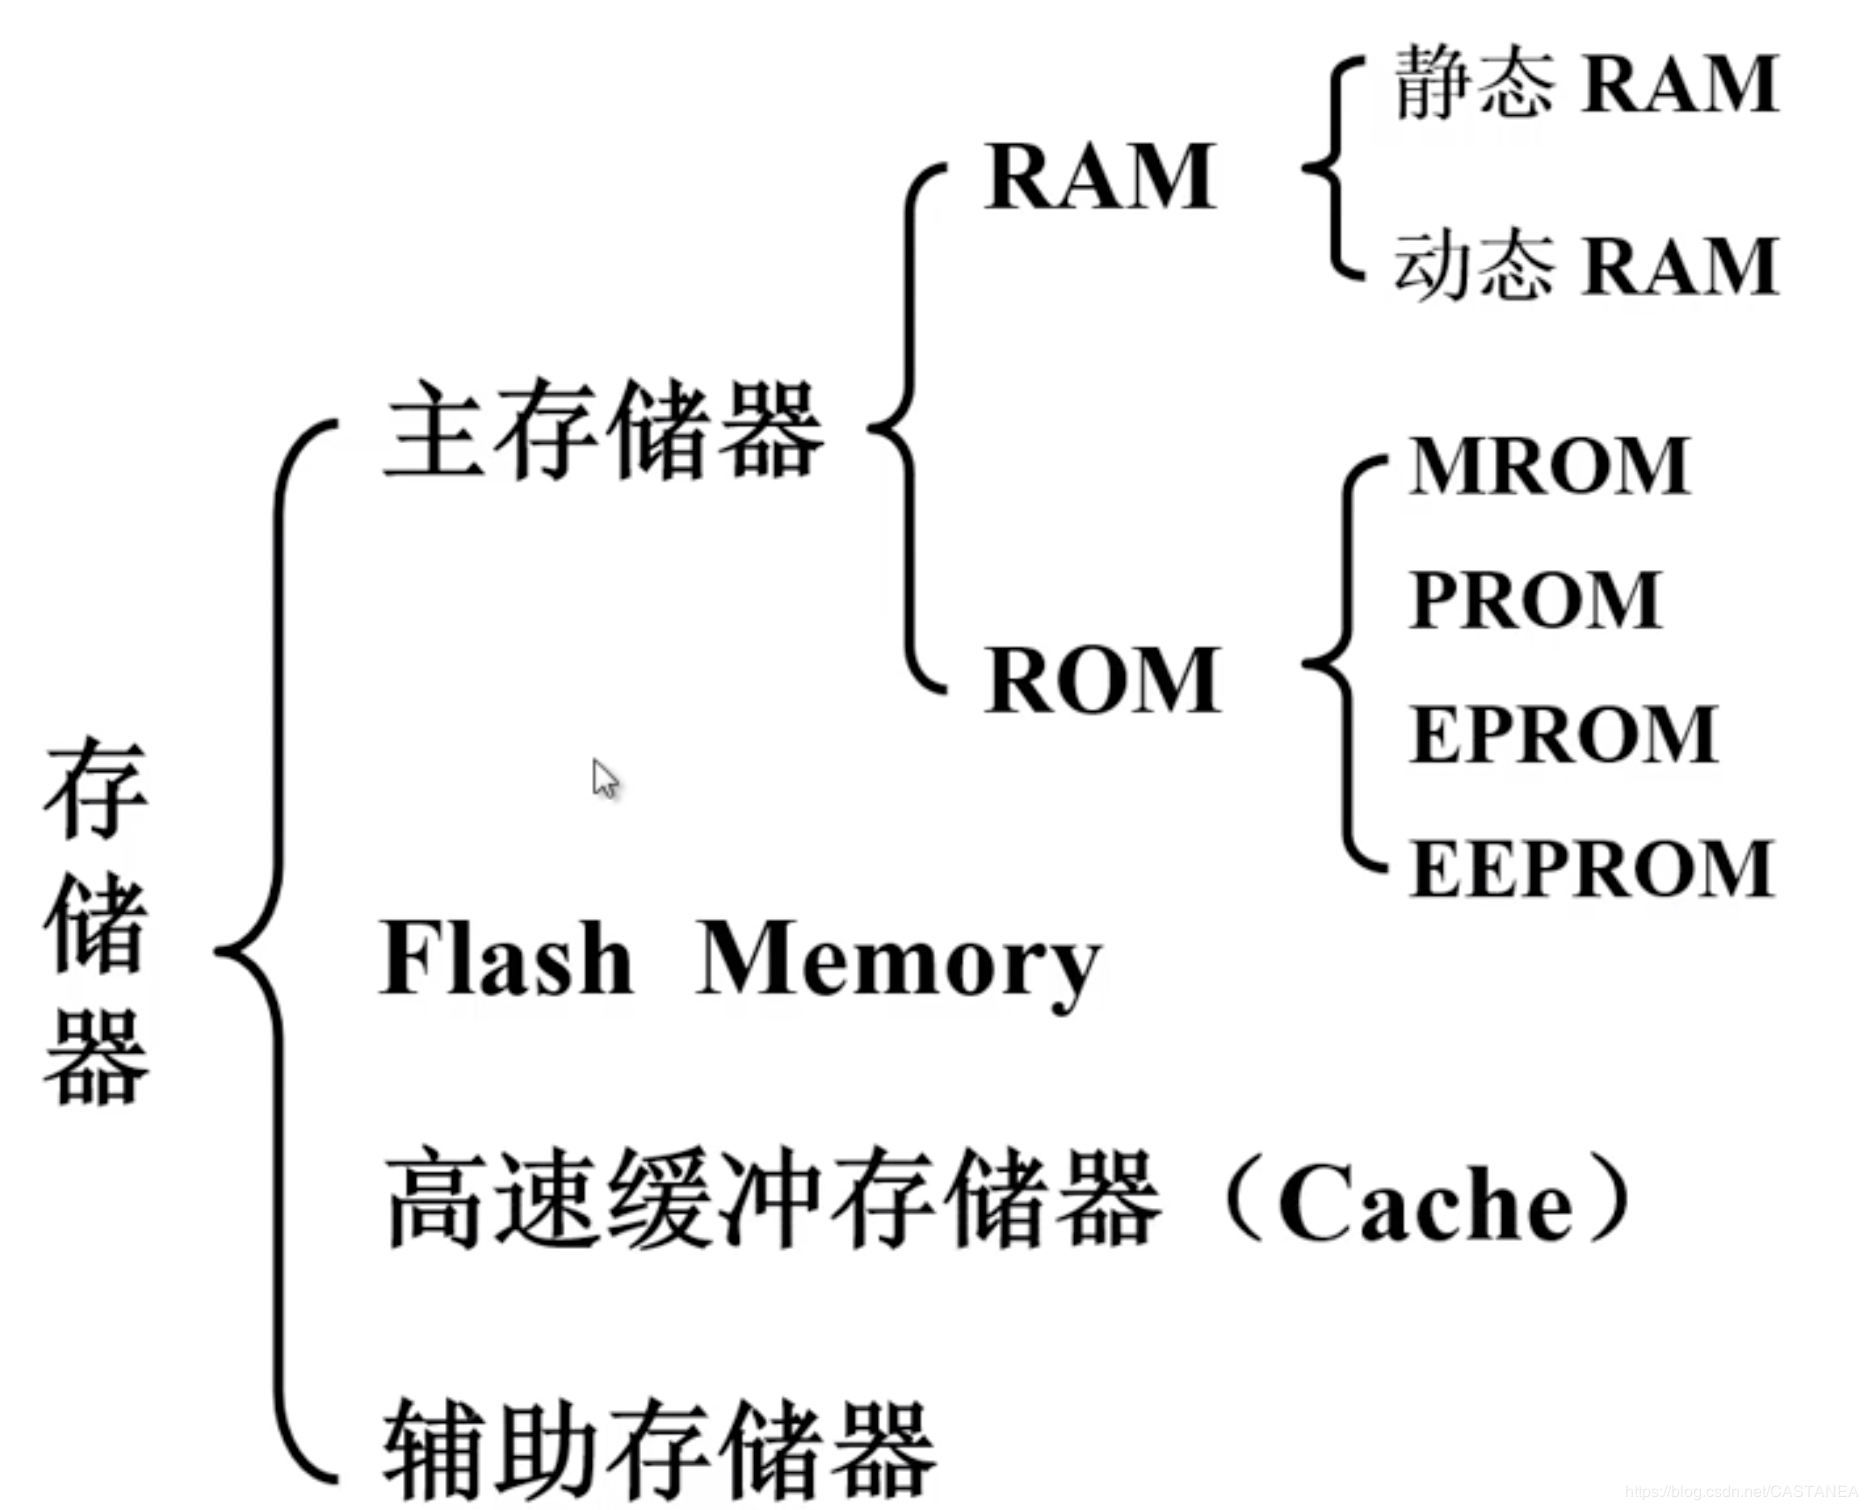 存储器
主存储器
RAM
静态 RAM
动态 RAM
ROM
MROM
PROM
EPROM
EEPROM
Flash Memory
高速缓冲存储器（Cache）
辅助存储器
https://blog.csdn.net/CASTANEA